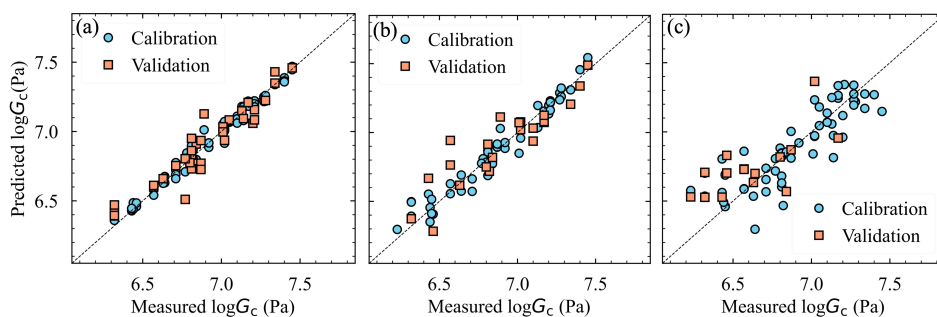 (a)
Calibration
Validation
(b)
Calibration
Validation
(c)
Calibration
Validation
Predicted logGc(Pa)
7.5
7.0
6.5
6.5 7.0 7.5
6.5 7.0 7.5
6.5 7.0 7.5
Measured logGc (Pa)
Measured logGc (Pa)
Measured logGc (Pa)